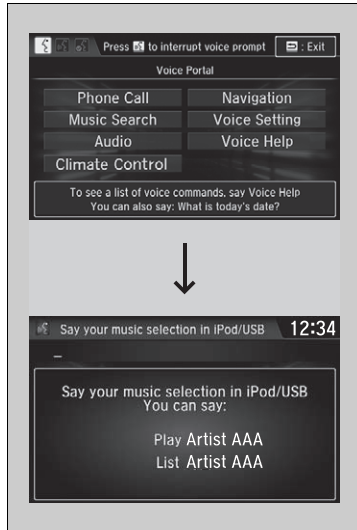 Press to interrupt voice prompt : Exit
Voice Portal
Phone Call Navigation
Music Search Voice Setting
Audio Voice Help
Climate Control
To see a list of voice commands, say Voice Help
You can also say: What is today's date?
Say your music selection in iPod/USB 12:34
Say your music selection in iPod/USB
You can say:
Play Artist AAA
List Artist AAA